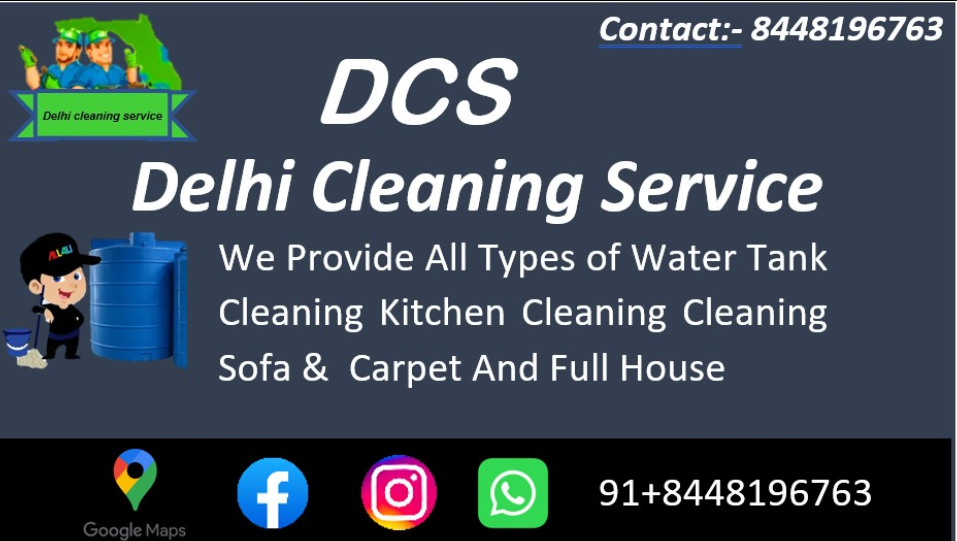 Contact:- 8448196763
Delhi cleaning service
DCS
Delhi Cleaning Service
ALL4U
We Provide All Types of Water Tank
Cleaning Kitchen Cleaning Cleaning
Sofa & Carpet And Full House
Google Maps
91+8448196763